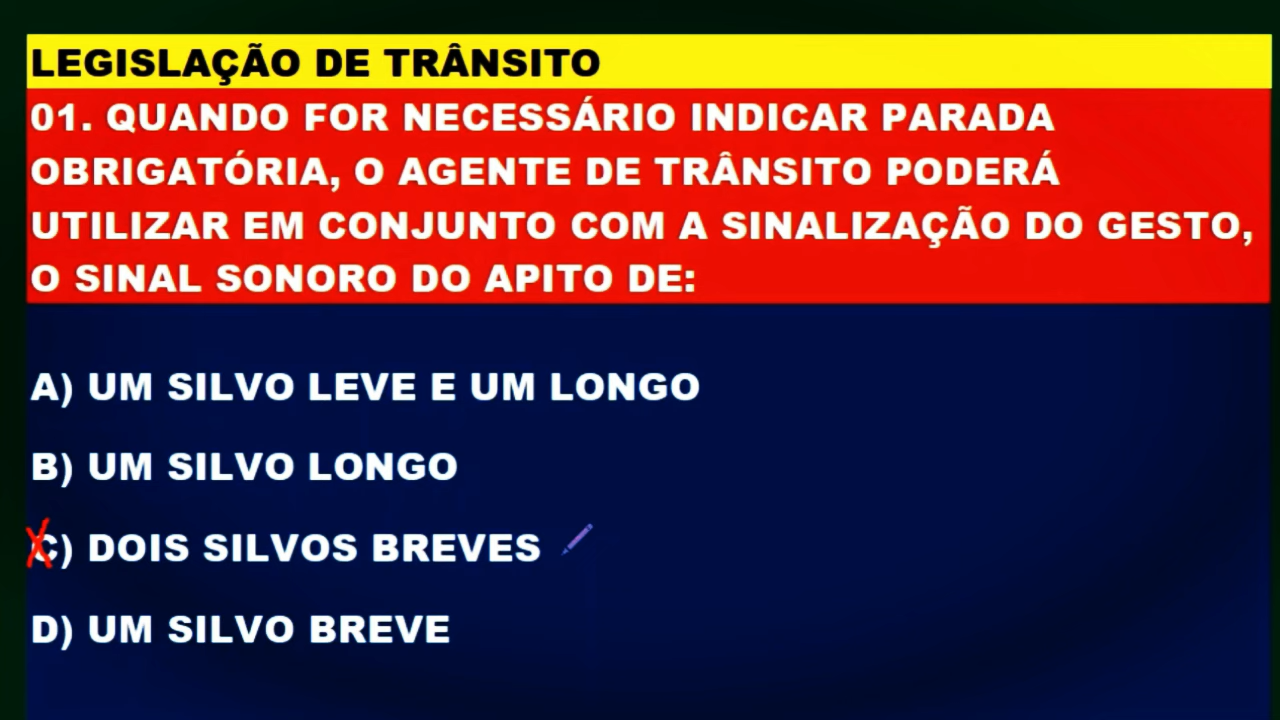 LEGISLAÇÃO DE TRÂNSITO
01. QUANDO FOR NECESSÁRIO INDICAR PARADA
OBRIGATÓRIA, O AGENTE DE TRÂNSITO PODERÁ
UTILIZAR EM CONJUNTO COM A SINALIZAÇÃO DO GESTO,
O SINAL SONORO DO APITO DE:
A) UM SILVO LEVE E UM LONGO
B) UM SILVO LONGO
C) DOIS SILVOS BREVES
D) UM SILVO BREVE